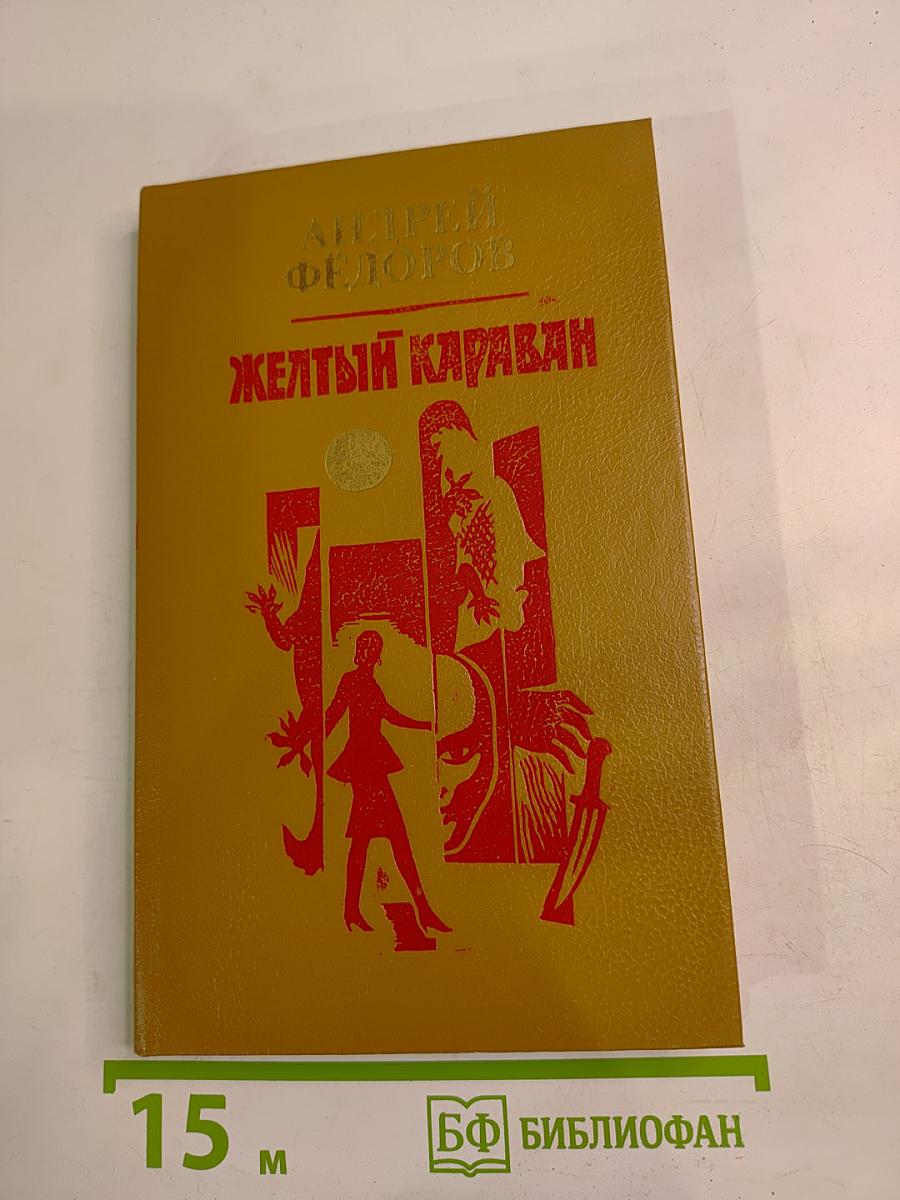 АНДРЕЙ
ФЁДОРОВ
ЖЕЛТЫЙ КАРАВАН
15 м
БФ БИБЛИОФАН